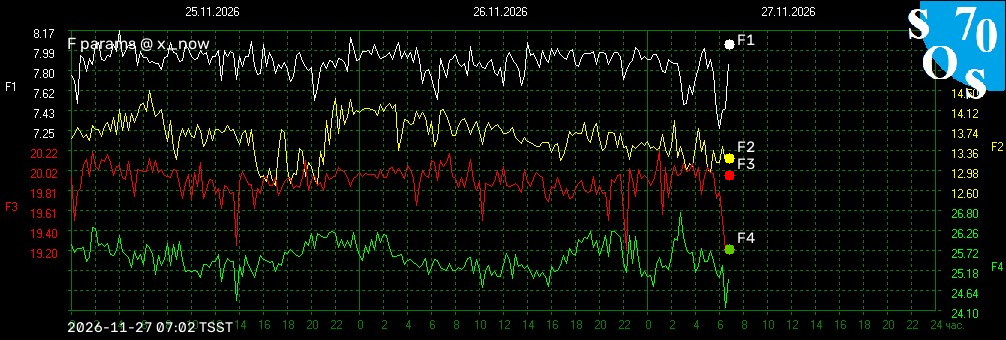 25.11.2026 26.11.2026 27.11.2026
F params @ x_now
8.17
7.99
7.80
7.62
7.43
7.25
20.22
20.02
19.81
19.61
19.40
19.20
F1
F3
F1
F2
F3
F4
SOS 70
14.12
13.74
13.36
12.98
12.60
26.80
26.26
25.72
25.18
24.64
24.10
F2
F4
2026-11-27 07:02 TSST
16 18 20 22 0 2 4 6 8 10 12 14 16 18 20 22 0 2 4 6 8 10 12 14 16 18 20 22 24 час.